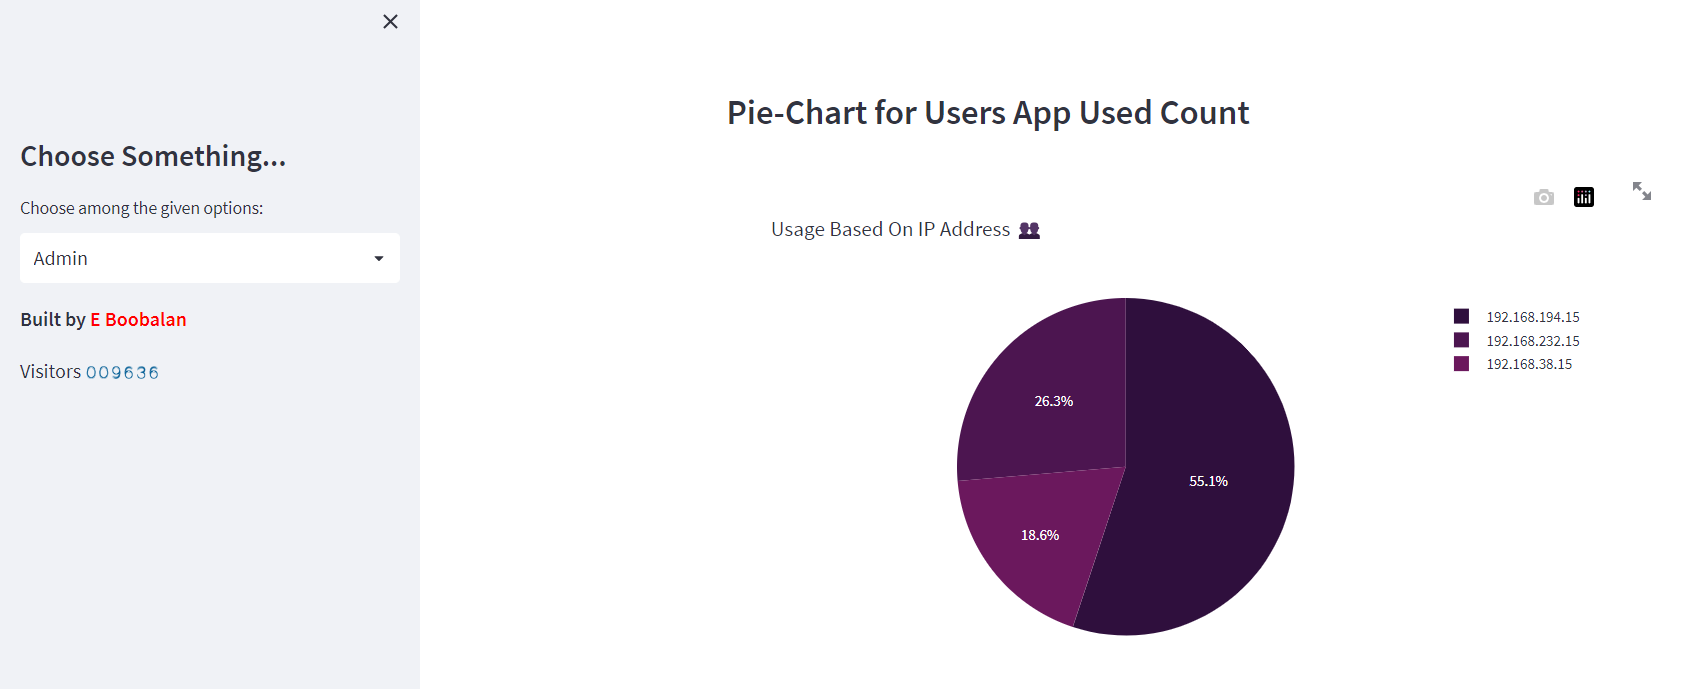 Choose Something...
Choose among the given options:
Admin
Built by E Boobalan
Visitors 009636
Pie-Chart for Users App Used Count
Usage Based On IP Address
26.3%
55.1%
18.6%
192.168.194.15
192.168.232.15
192.168.38.15